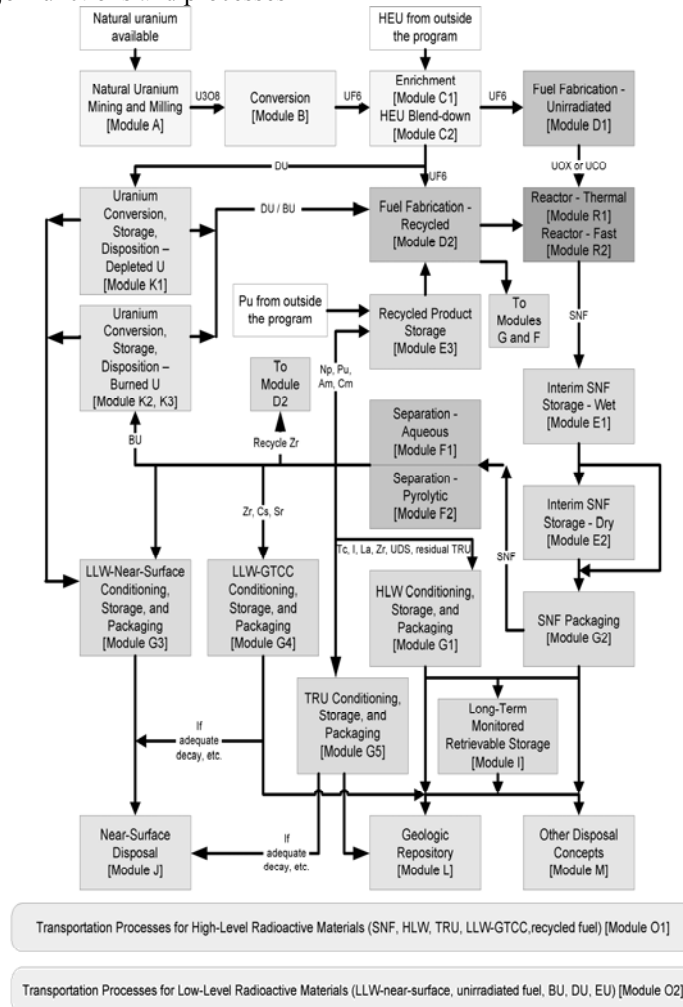 Natural uranium
available
HEU from outside
the program
Natural Uranium
Mining and Milling
[Module A]
U3O8
Conversion
[Module B]
UF6
Enrichment
[Module C1]
HEU Blend-down
[Module C2]
UF6
Fuel Fabrication -
Unirradiated
[Module D1]
DU
UF6
UOX or UCO
Uranium
Conversion,
Storage,
Disposition –
Depleted U
[Module K1]
DU / BU
Fuel Fabrication -
Recycled
[Module D2]
Reactor - Thermal
[Module R1]
Reactor - Fast
[Module R2]
Uranium
Conversion,
Storage,
Disposition –
Burned U
[Module K2, K3]
Pu from outside
the program
Recycled Product
Storage
[Module E3]
To
Modules
G and F
SNF
To
Module
D2
Np, Pu,
Am, Cm
Interim SNF
Storage - Wet
[Module E1]
BU
Recycle Zr
Separation -
Aqueous
[Module F1]
Separation -
Pyrolytic
[Module F2]
Interim SNF
Storage - Dry
[Module E2]
Zr, Cs, Sr
Tc, I, La, Zr, UDS, residual TRU
SNF
LLW-Near-Surface
Conditioning,
Storage, and
Packaging
[Module G3]
LLW-GTCC
Conditioning,
Storage, and
Packaging
[Module G4]
HLW Conditioning,
Storage, and
Packaging
[Module G1]
SNF Packaging
[Module G2]
TRU Conditioning,
Storage, and
Packaging
[Module G5]
Long-Term
Monitored
Retrievable Storage
[Module I]
If
adequate
decay, etc.
Near-Surface
Disposal
[Module J]
If
adequate
decay, etc.
Geologic
Repository
[Module L]
Other Disposal
Concepts
[Module M]
Transportation Processes for High-Level Radioactive Materials (SNF, HLW, TRU, LLW-GTCC,recycled fuel) [Module O1]
Transportation Processes for Low-Level Radioactive Materials (LLW-near-surface, unirradiated fuel, BU, DU, EU) [Module O2]